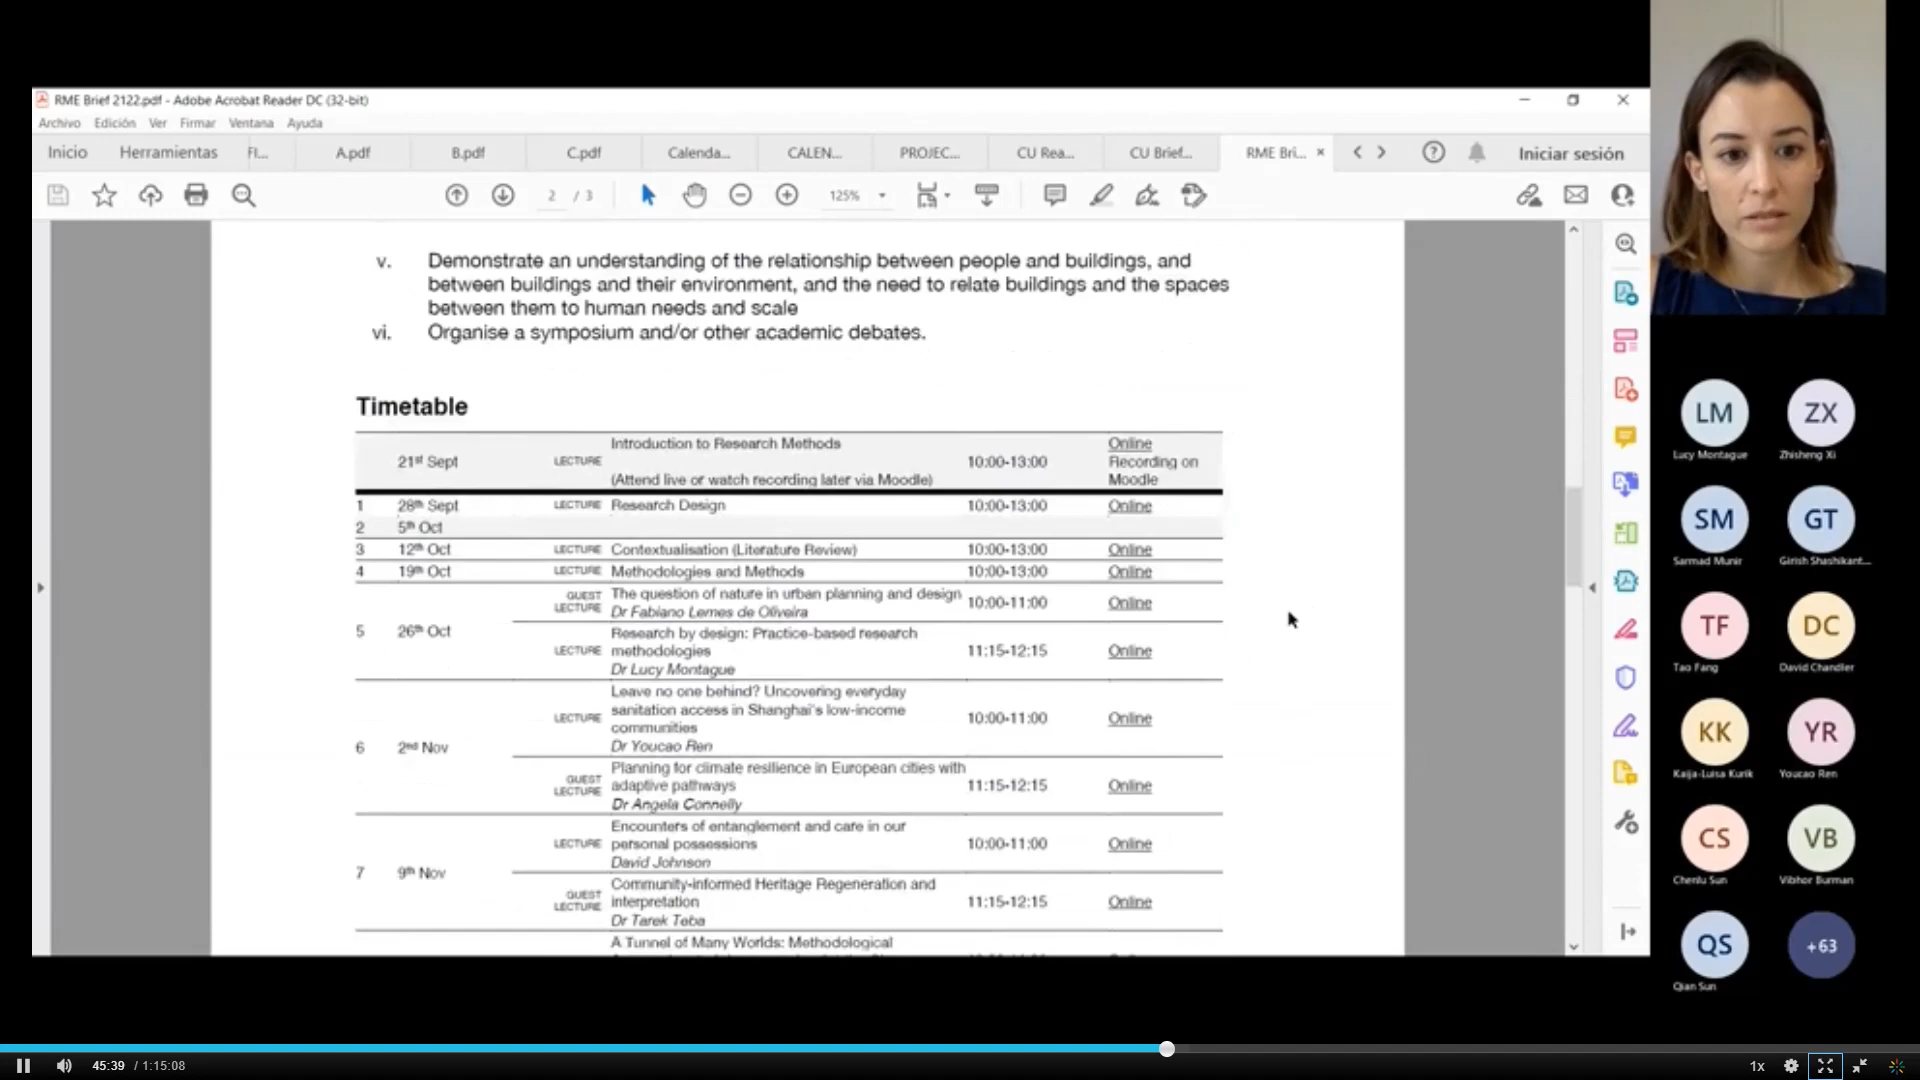 RME Brief 2122.pdf - Adobe Acrobat Reader DC (32-bit)
Archivo Edición Ver Firmar Ventana Ayuda
Inicio Herramientas FI... A.pdf B.pdf C.pdf Calenda... CALEN... PROJEC... CU Rea... CU Brief... RME Bri... × Iniciar sesión
2 / 3 125%
v. Demonstrate an understanding of the relationship between people and buildings, and
between buildings and their environment, and the need to relate buildings and the spaces
between them to human needs and scale
vi. Organise a symposium and/or other academic debates.
Timetable
21st Sept LECTURE Introduction to Research Methods
(Attend live or watch recording later via Moodle) 10:00-13:00 Online
Recording on
Moodle
1 28th Sept LECTURE Research Design 10:00-13:00 Online
2 5th Oct
3 12th Oct LECTURE Contextualisation (Literature Review) 10:00-13:00 Online
4 19th Oct LECTURE Methodologies and Methods 10:00-13:00 Online
5 26th Oct
GUEST
LECTURE
The question of nature in urban planning and design
Dr Fabiano Lemes de Oliveira
10:00-11:00 Online
LECTURE
Research by design: Practice-based research
methodologies
Dr Lucy Montague
11:15-12:15 Online
6 2nd Nov
LECTURE
Leave no one behind? Uncovering everyday
sanitation access in Shanghai's low-income
communities
Dr Youcao Ren
10:00-11:00 Online
GUEST
LECTURE
Planning for climate resilience in European cities with
adaptive pathways
Dr Angela Connelly
11:15-12:15 Online
7 9th Nov
LECTURE
Encounters of entanglement and care in our
personal possessions
David Johnson
10:00-11:00 Online
GUEST
LECTURE
Community-informed Heritage Regeneration and
interpretation
Dr Tarek Teba
11:15-12:15 Online
A Tunnel of Many Worlds: Methodological
LM ZX
Lucy Montague Zhisheng Xi
SM GT
Sarmad Munir Girish Shashikant...
TF DC
Tao Fang David Chandler
KK YR
Kaija-Luisa Kurik Youcao Ren
CS VB
Chenlu Sun Vibhor Burman
QS +63
Qian Sun
45:39 / 1:15:08 1x